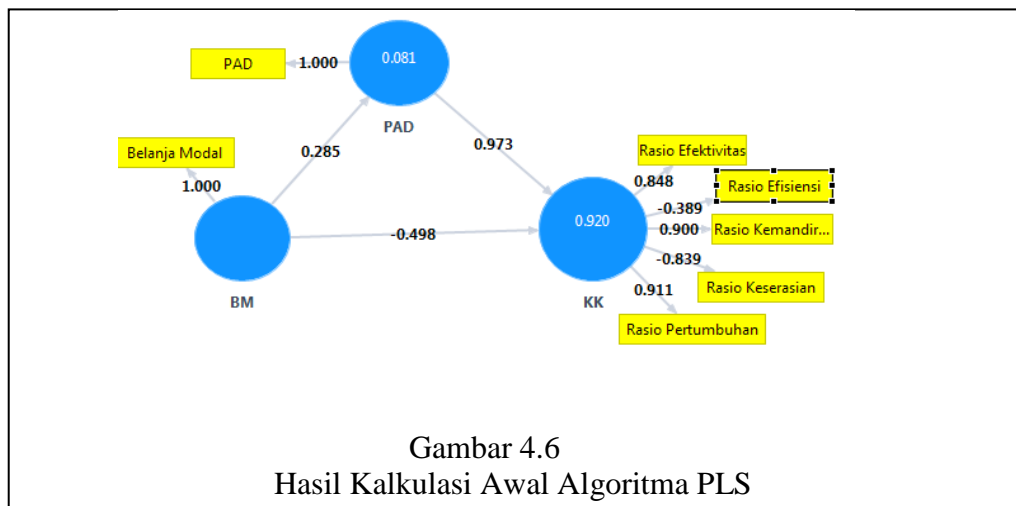 PAD
1.000
0.081
PAD
Belanja Modal
1.000
0.285
0.973
BM
-0.498
0.920
KK
Rasio Efektivitas
0.848
Rasio Efisiensi
-0.389
0.900
Rasio Kemandir...
-0.839
Rasio Keserasian
0.911
Rasio Pertumbuhan
Gambar 4.6
Hasil Kalkulasi Awal Algoritma PLS